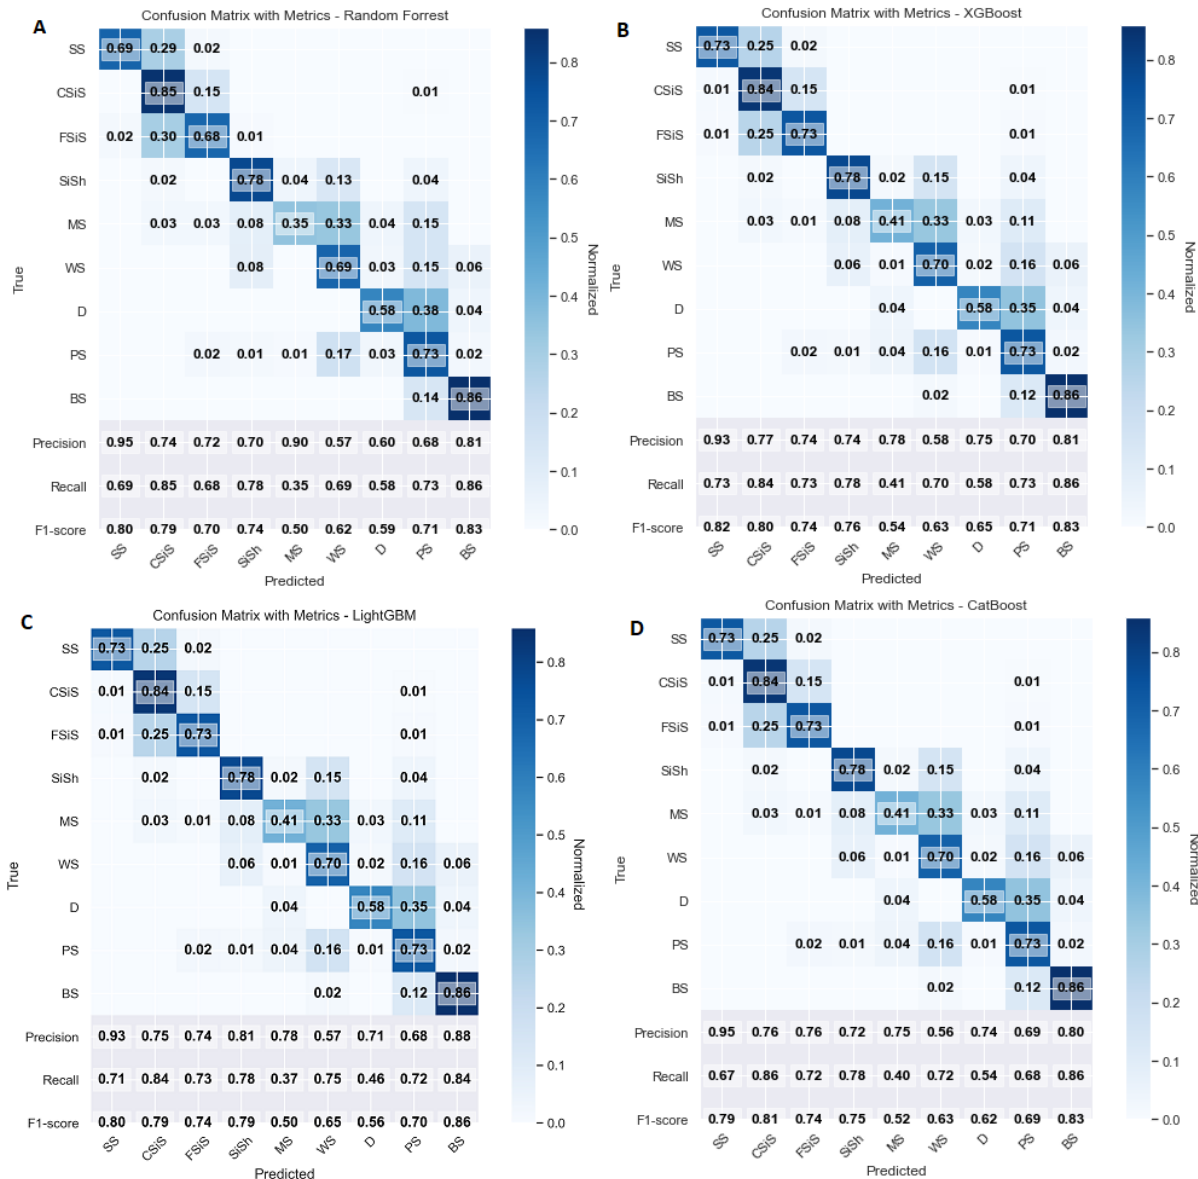 A
Confusion Matrix with Metrics - Random Forrest
SS 0.69 0.29 0.02
CSiS 0.85 0.15 0.01
FSiS 0.02 0.30 0.68 0.01
SiSh 0.02 0.78 0.04 0.13 0.04
MS 0.03 0.03 0.08 0.35 0.33 0.04 0.15
WS 0.08 0.69 0.03 0.15 0.06
D 0.58 0.38 0.04
PS 0.02 0.01 0.01 0.17 0.03 0.73 0.02
BS 0.14 0.86
Precision 0.95 0.74 0.72 0.70 0.90 0.57 0.60 0.68 0.81
Recall 0.69 0.85 0.68 0.78 0.35 0.69 0.58 0.73 0.86
F1-score 0.80 0.79 0.70 0.74 0.50 0.62 0.59 0.71 0.83
SS CSiS FSiS SiSh MS WS D PS BS
Predicted
True
0.8
0.7
0.6
0.5
0.4
0.3
0.2
0.1
0.0
Normalized
B
Confusion Matrix with Metrics - XGBoost
SS 0.73 0.25 0.02
CSiS 0.01 0.84 0.15 0.01
FSiS 0.01 0.25 0.73 0.01
SiSh 0.02 0.78 0.02 0.15 0.04
MS 0.03 0.01 0.08 0.41 0.33 0.03 0.11
WS 0.06 0.01 0.70 0.02 0.16 0.06
D 0.04 0.58 0.35 0.04
PS 0.02 0.01 0.04 0.16 0.01 0.73 0.02
BS 0.02 0.12 0.86
Precision 0.93 0.77 0.74 0.74 0.78 0.58 0.75 0.70 0.81
Recall 0.73 0.84 0.73 0.78 0.41 0.70 0.58 0.73 0.86
F1-score 0.82 0.80 0.74 0.76 0.54 0.63 0.65 0.71 0.83
SS CSiS FSiS SiSh MS WS D PS BS
Predicted
True
0.8
0.7
0.6
0.5
0.4
0.3
0.2
0.1
0.0
Normalized
C
Confusion Matrix with Metrics - LightGBM
SS 0.73 0.25 0.02
CSiS 0.01 0.84 0.15 0.01
FSiS 0.01 0.25 0.73 0.01
SiSh 0.02 0.78 0.02 0.15 0.04
MS 0.03 0.01 0.08 0.41 0.33 0.03 0.11
WS 0.06 0.01 0.70 0.02 0.16 0.06
D 0.04 0.58 0.35 0.04
PS 0.02 0.01 0.04 0.16 0.01 0.73 0.02
BS 0.02 0.12 0.86
Precision 0.93 0.75 0.74 0.81 0.78 0.57 0.71 0.68 0.88
Recall 0.71 0.84 0.73 0.78 0.37 0.75 0.46 0.72 0.84
F1-score 0.80 0.79 0.74 0.79 0.50 0.65 0.56 0.70 0.86
SS CSiS FSiS SiSh MS WS D PS BS
Predicted
True
0.8
0.7
0.6
0.5
0.4
0.3
0.2
0.1
0.0
Normalized
D
Confusion Matrix with Metrics - CatBoost
SS 0.73 0.25 0.02
CSiS 0.01 0.84 0.15 0.01
FSiS 0.01 0.25 0.73 0.01
SiSh 0.02 0.78 0.02 0.15 0.04
MS 0.03 0.01 0.08 0.41 0.33 0.03 0.11
WS 0.06 0.01 0.70 0.02 0.16 0.06
D 0.04 0.58 0.35 0.04
PS 0.02 0.01 0.04 0.16 0.01 0.73 0.02
BS 0.02 0.12 0.86
Precision 0.95 0.76 0.76 0.72 0.75 0.56 0.74 0.69 0.80
Recall 0.67 0.86 0.72 0.78 0.40 0.72 0.54 0.68 0.86
F1-score 0.79 0.81 0.74 0.75 0.52 0.63 0.62 0.69 0.83
SS CSiS FSiS SiSh MS WS D PS BS
Predicted
True
0.8
0.7
0.6
0.5
0.4
0.3
0.2
0.1
0.0
Normalized